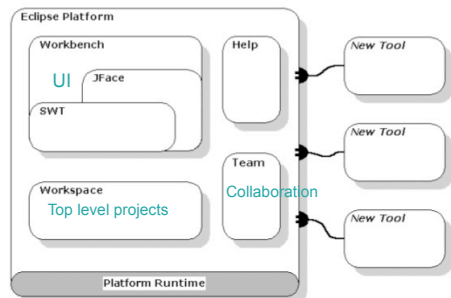 Eclipse Platform
Workbench
UI
JFace
SWT
Help
Team
Collaboration
Workspace
Top level projects
Platform Runtime
New Tool
New Tool
New Tool